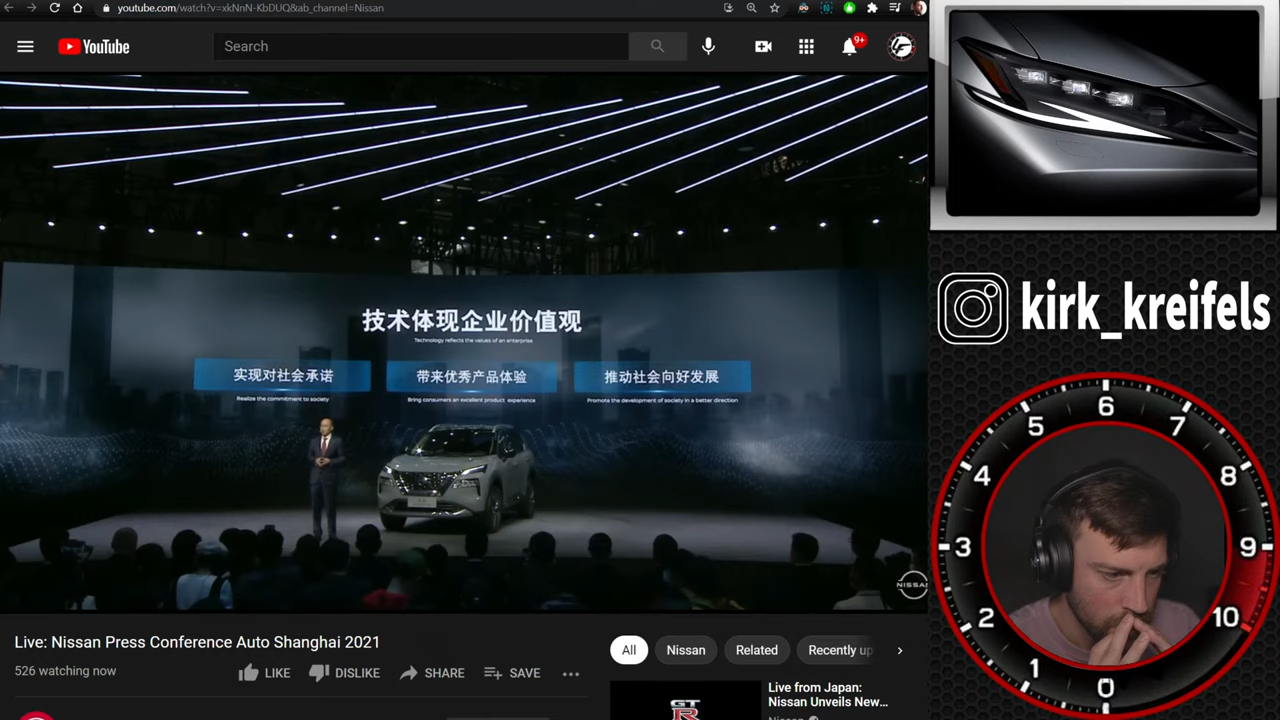 youtube.com/watch?v=xkNnN-KbDUQ&ab_channel=Nissan
YouTube
Search
9+
技术体现企业价值观
Technology reflects the values of an enterprise
实现对社会承诺
带来优秀产品体验
推动社会向好发展
Realize the commitment to society
Bring consumers an excellent product experience
Promote the development of society in a better direction
NISSAN
Live: Nissan Press Conference Auto Shanghai 2021
526 watching now
LIKE
DISLIKE
SHARE
SAVE
All
Nissan
Related
Recently up
GT
R
Live from Japan:
Nissan Unveils New…
kirk_kreifels
0
1
2
3
4
5
6
7
8
9
10